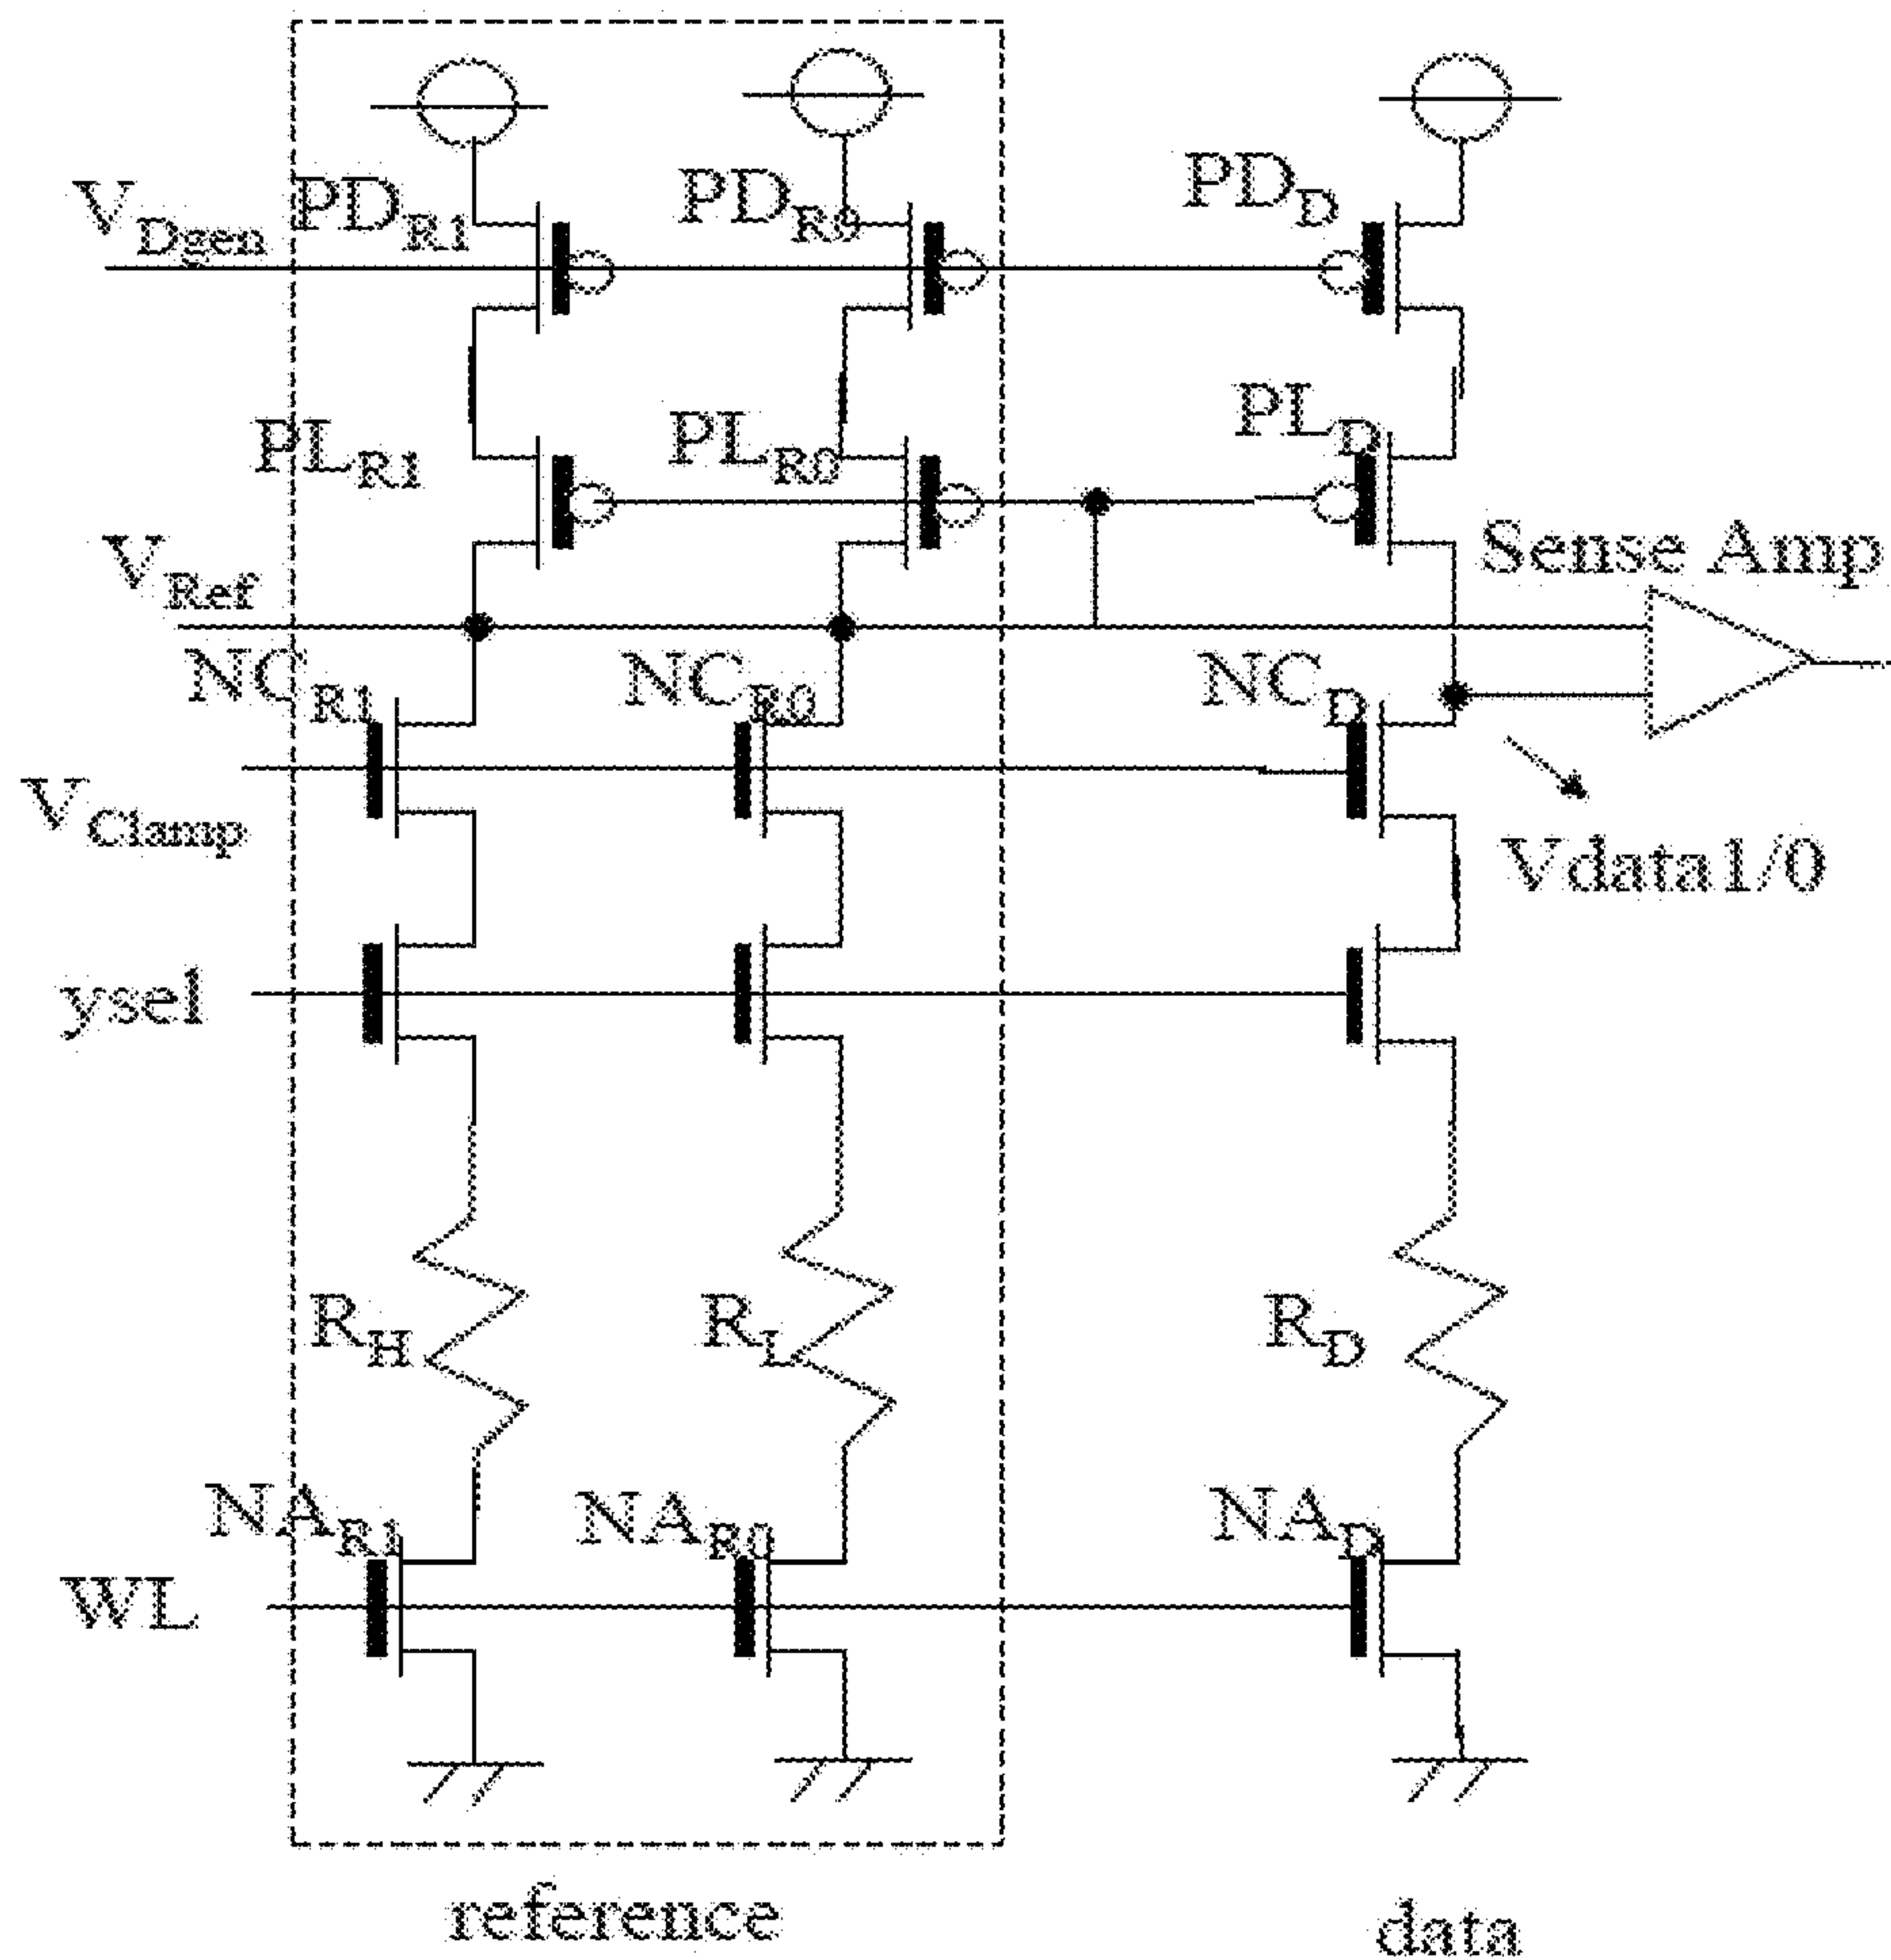 V_Dgen PD_R1 PD_R0 PD_D
PL_R1 PL_R0 PL_D
V_Ref Sense Amp
NC_R1 NC_R0 NC_D
V_Clamp Vdata1/0
ysel
R_H R_L R_D
NA_R1 NA_R0 NA_D
WL
reference data